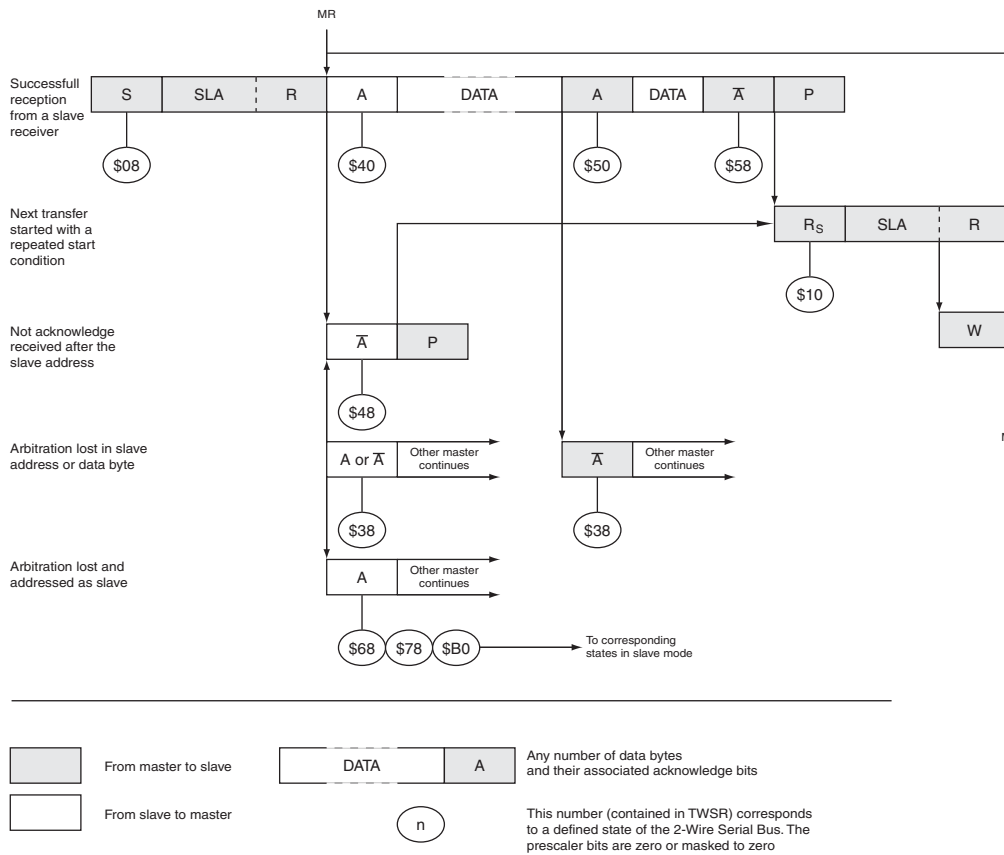 MR
Successfull
reception
from a slave
receiver
S SLA R A DATA A DATA A̅ P
$08 $40 $50 $58
Next transfer
started with a
repeated start
condition
RS SLA R
$10
W
Not acknowledge
received after the
slave address
A̅ P
$48
Arbitration lost in slave
address or data byte
A or A̅
Other master
continues
A̅
Other master
continues
$38 $38
Arbitration lost and
addressed as slave
A
Other master
continues
$68 $78 $B0
To corresponding
states in slave mode
From master to slave
DATA A
Any number of data bytes
and their associated acknowledge bits
From slave to master
n
This number (contained in TWSR) corresponds
to a defined state of the 2-Wire Serial Bus. The
prescaler bits are zero or masked to zero